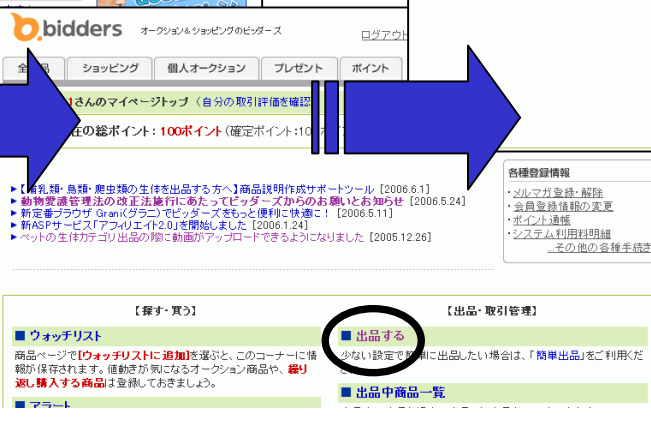 bidders オークション&ショッピングのビッダーズ
ログアウト
ショッピング 個人オークション プレゼント ポイント
さんのマイページトップ (自分の取引評価を確認
在の総ポイント:100ポイント(確定ポイント:10
乳類・鳥類・爬虫類の生体を出品する方へ】商品説明作成サポートツール [2006.6.1]
動物愛護管理法の改正法施行にあたってビッダーズからのお願いとお知らせ [2006.5.24]
新定番ブラウザ Grani(グラニ)でビッダーズをもっと便利に快適に! [2006.5.11]
新ASPサービス「アフィリエイト2.0」を開始しました [2006.1.24]
ペットの生体カテゴリ出品の際に動画がアップロードできるようになりました [2005.12.26]
各種登録情報
・メルマガ登録・解除
・会員登録情報の変更
・ポイント通帳
・システム利用料明細
...その他の各種手続き
【探す・買う】
■ ウォッチリスト
商品ページで[ウォッチリストに追加]を選ぶと、このコーナーに情
報が保存されます。値動きが気になるオークション商品や、繰り
返し購入する商品は登録しておきましょう。
■ アラート
【出品・取引管理】
■ 出品する
少ない設定で簡単に出品したい場合は、「簡単出品」をご利用くだ
■ 出品中商品一覧